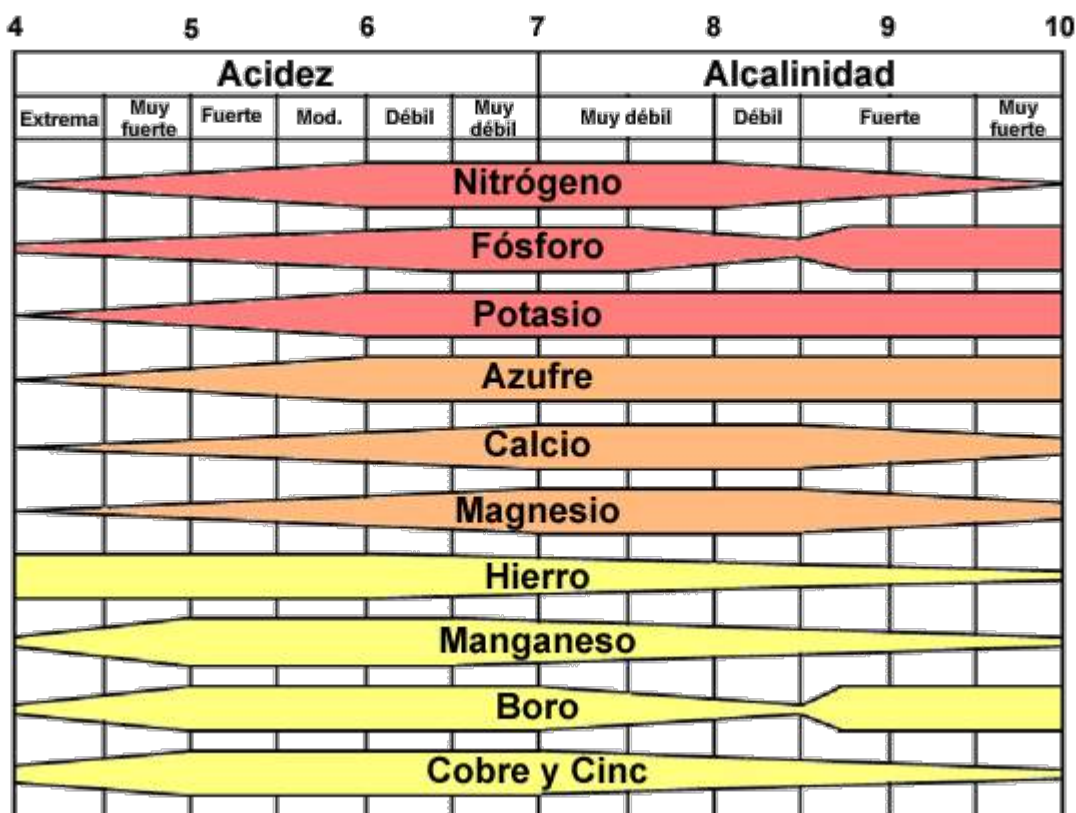 4 5 6 7 8 9 10
Acidez Alcalinidad
Extrema Muy fuerte Fuerte Mod. Débil Muy débil Muy débil Débil Fuerte Muy fuerte
Nitrógeno
Fósforo
Potasio
Azufre
Calcio
Magnesio
Hierro
Manganeso
Boro
Cobre y Cinc